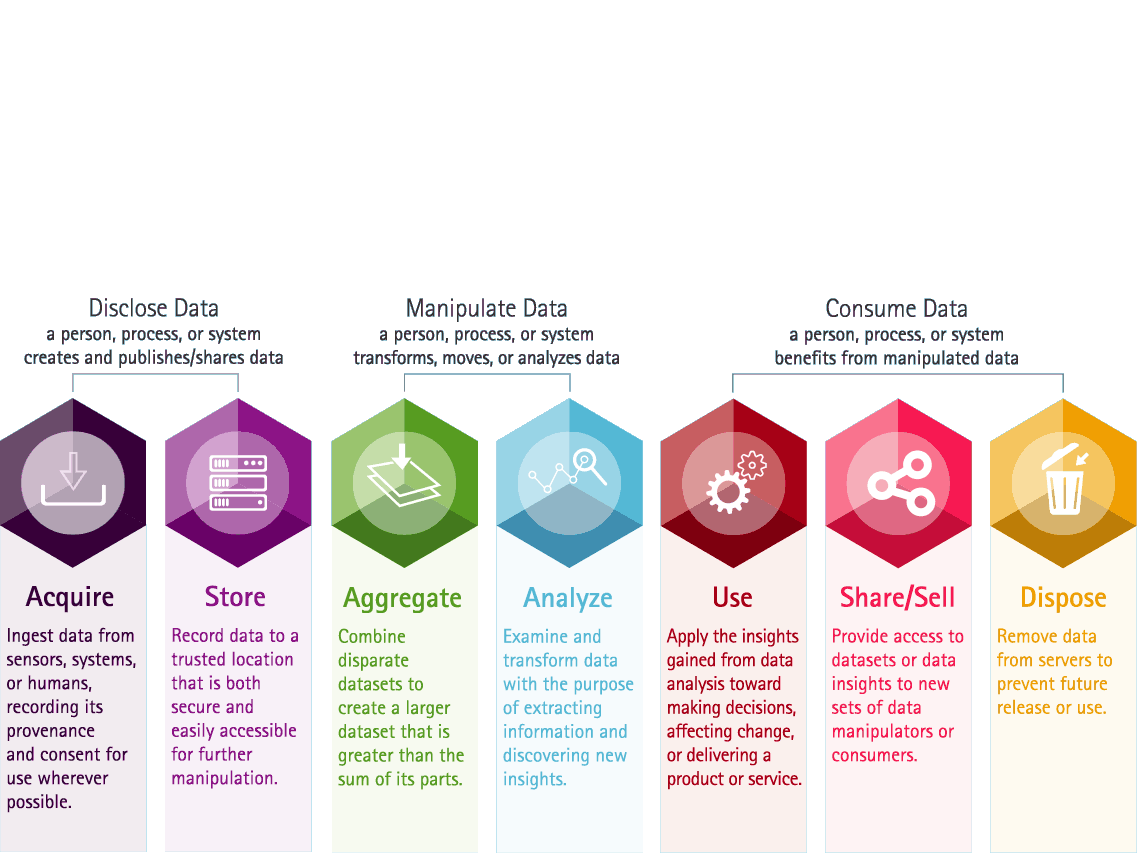 Disclose Data
a person, process, or system
creates and publishes/shares data
Manipulate Data
a person, process, or system
transforms, moves, or analyzes data
Consume Data
a person, process, or system
benefits from manipulated data
Acquire
Ingest data from
sensors, systems,
or humans,
recording its
provenance
and consent for
use wherever
possible.
Store
Record data to a
trusted location
that is both
secure and
easily accessible
for further
manipulation.
Aggregate
Combine
disparate
datasets to
create a larger
dataset that is
greater than the
sum of its parts.
Analyze
Examine and
transform data
with the purpose
of extracting
information and
discovering new
insights.
Use
Apply the insights
gained from data
analysis toward
making decisions,
affecting change,
or delivering a
product or service.
Share/Sell
Provide access to
datasets or data
insights to new
sets of data
manipulators or
consumers.
Dispose
Remove data
from servers to
prevent future
release or use.